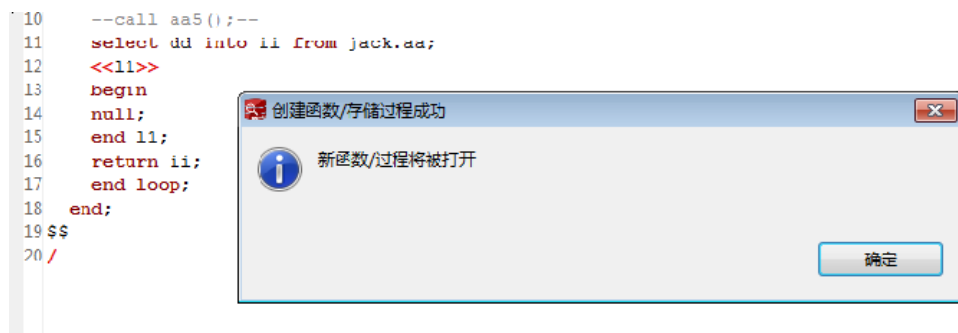 10 --call aa5();--
11 select dd into ii from jack.aa;
12 <<l1>>
13 begin
14 null;
15 end l1;
16 return ii;
17 end loop;
18 end;
19 $$
20 /
创建函数/存储过程成功
新函数/过程将被打开
确定